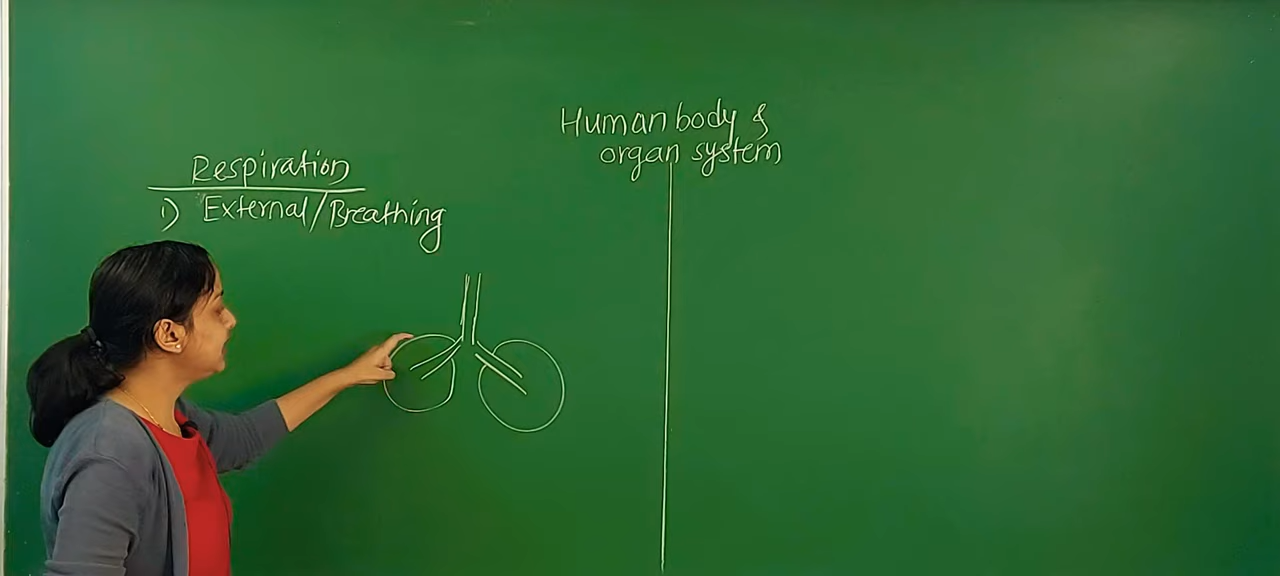 Human body &
organ system
Respiration
1) External/Breathing